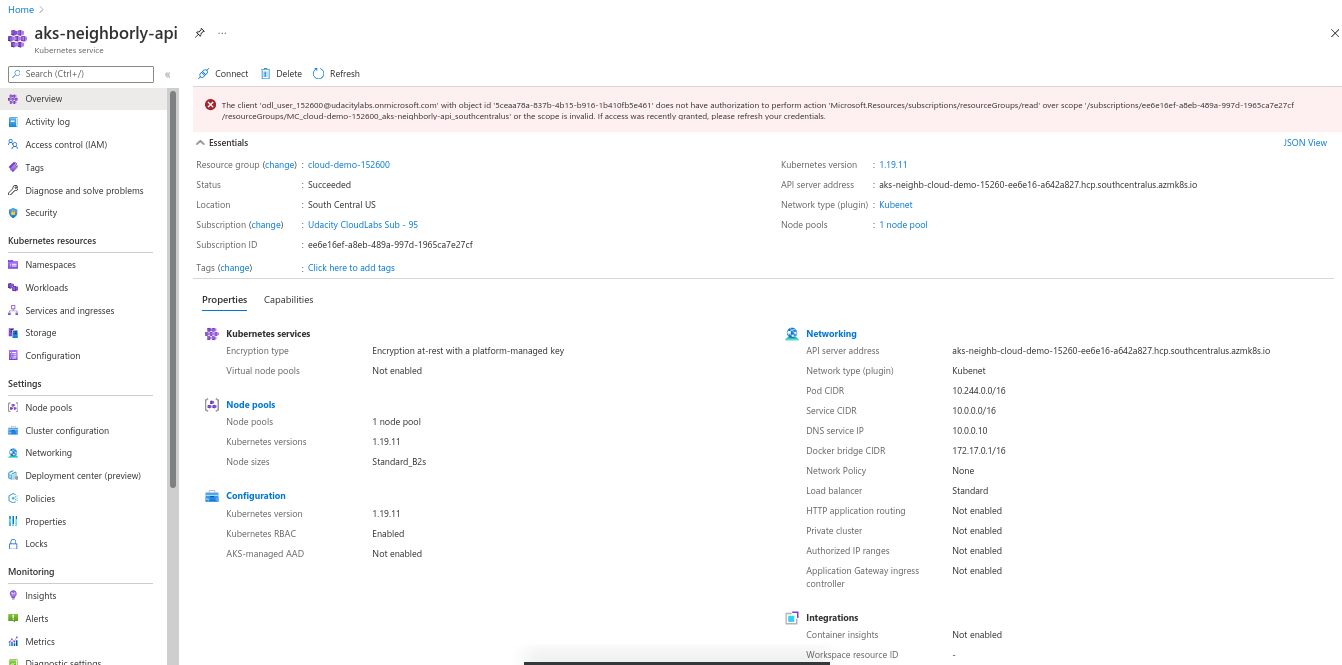 Home >
aks-neighborly-api ...
Kubernetes service
Search (Ctrl+/) «
Overview
Activity log
Access control (IAM)
Tags
Diagnose and solve problems
Security
Kubernetes resources
Namespaces
Workloads
Services and ingresses
Storage
Configuration
Settings
Node pools
Cluster configuration
Networking
Deployment center (preview)
Policies
Properties
Locks
Monitoring
Insights
Alerts
Metrics
Diagnostic settings
Connect Delete Refresh
The client 'odl_user_152600@udacitylabs.onmicrosoft.com' with object id '5ceaa78a-837b-4b15-b916-1b410fb5e461' does not have authorization to perform action 'Microsoft.Resources/subscriptions/resourceGroups/read' over scope '/subscriptions/ee6e16ef-a8eb-489a-997d-1965ca7e27cf
/resourceGroups/MC_cloud-demo-152600_aks-neighborly-api_southcentralus' or the scope is invalid. If access was recently granted, please refresh your credentials.
Essentials JSON View
Resource group (change) : cloud-demo-152600
Status : Succeeded
Location : South Central US
Subscription (change) : Udacity CloudLabs Sub - 95
Subscription ID : ee6e16ef-a8eb-489a-997d-1965ca7e27cf
Tags (change) : Click here to add tags
Kubernetes version : 1.19.11
API server address : aks-neighb-cloud-demo-15260-ee6e16-a642a827.hcp.southcentralus.azmk8s.io
Network type (plugin) : Kubenet
Node pools : 1 node pool
Properties Capabilities
Kubernetes services
Encryption type Encryption at-rest with a platform-managed key
Virtual node pools Not enabled
Node pools
Node pools 1 node pool
Kubernetes versions 1.19.11
Node sizes Standard_B2s
Configuration
Kubernetes version 1.19.11
Kubernetes RBAC Enabled
AKS-managed AAD Not enabled
Networking
API server address aks-neighb-cloud-demo-15260-ee6e16-a642a827.hcp.southcentralus.azmk8s.io
Network type (plugin) Kubenet
Pod CIDR 10.244.0.0/16
Service CIDR 10.0.0.0/16
DNS service IP 10.0.0.10
Docker bridge CIDR 172.17.0.1/16
Network Policy None
Load balancer Standard
HTTP application routing Not enabled
Private cluster Not enabled
Authorized IP ranges Not enabled
Application Gateway ingress Not enabled
controller
Integrations
Container insights Not enabled
Workspace resource ID -